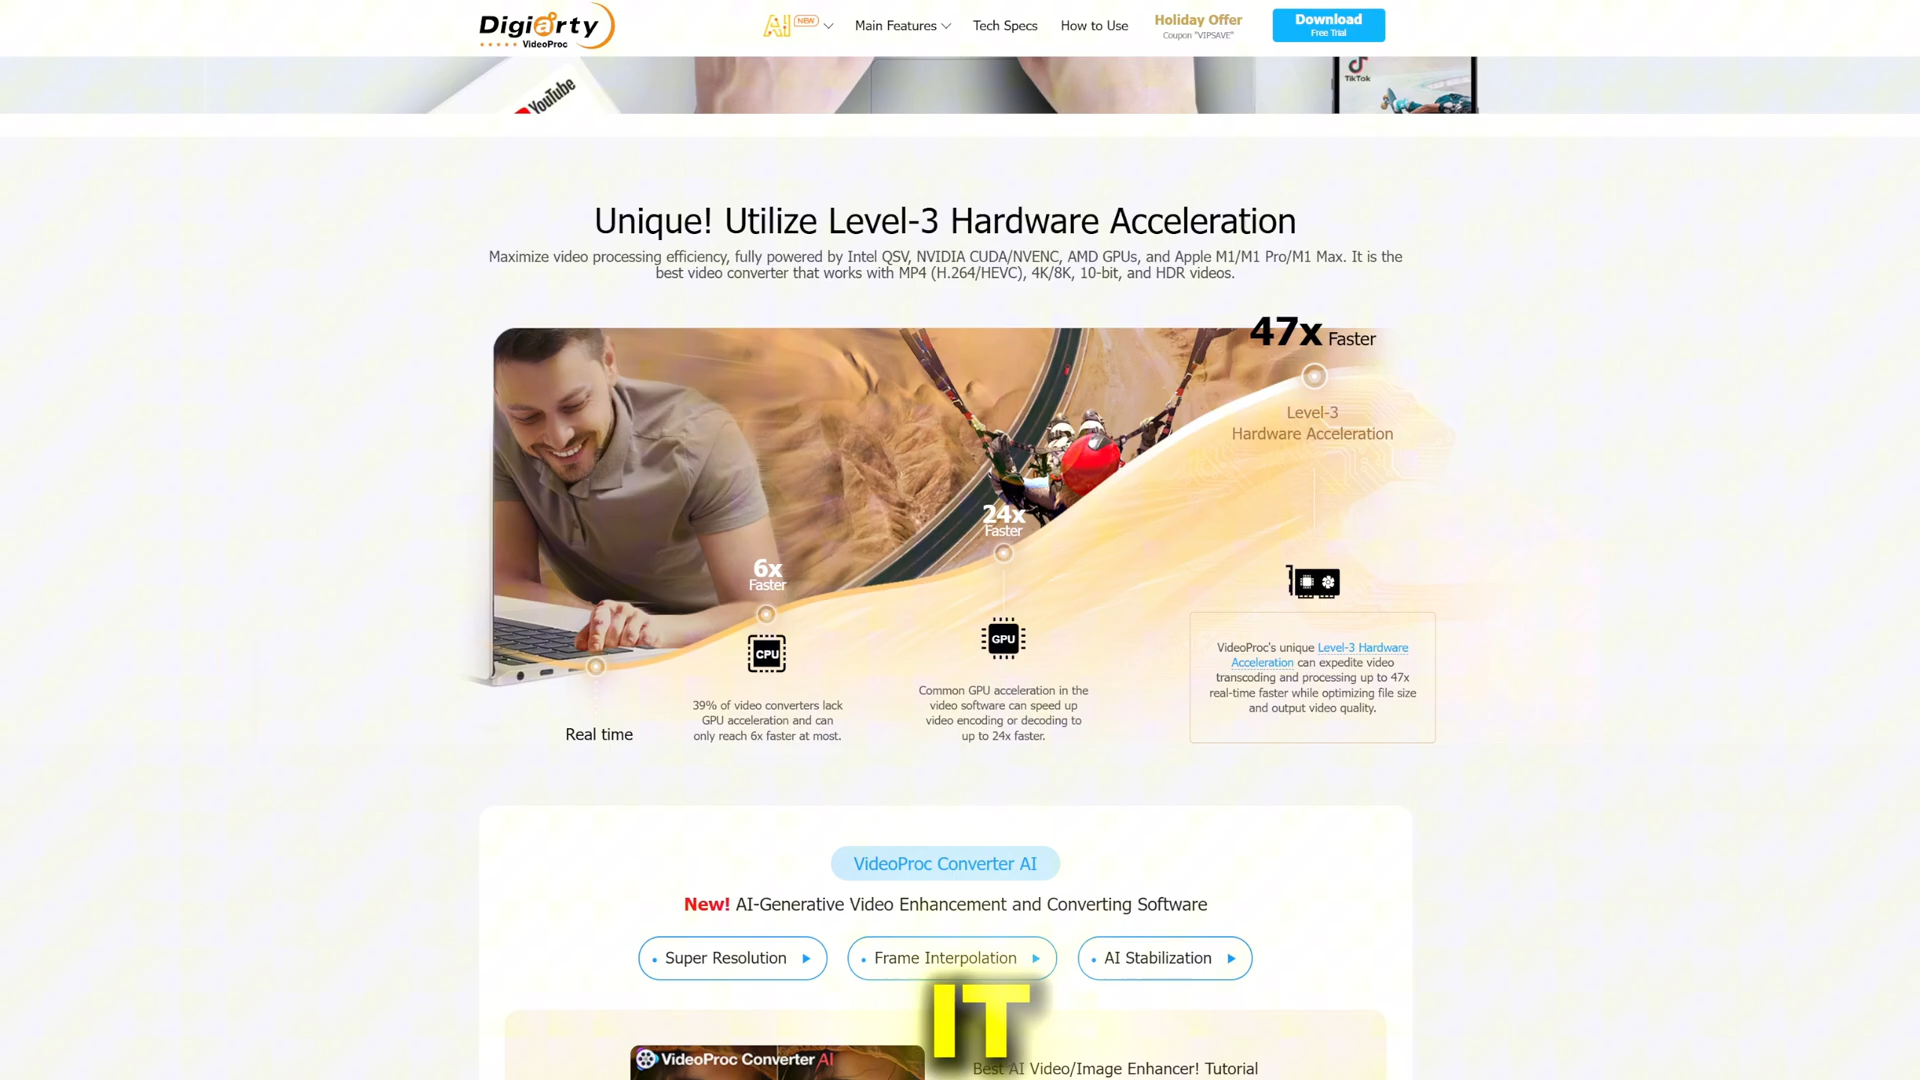 Digiarty
VideoProc
AI NEW
Main Features
Tech Specs
How to Use
Holiday Offer
Coupon "VIPSAVE"
Download
Free Trial
YouTube
TikTok
Unique! Utilize Level-3 Hardware Acceleration
Maximize video processing efficiency, fully powered by Intel QSV, NVIDIA CUDA/NVENC, AMD GPUs, and Apple M1/M1 Pro/M1 Max. It is the
best video converter that works with MP4 (H.264/HEVC), 4K/8K, 10-bit, and HDR videos.
47x Faster
Level-3
Hardware Acceleration
24x
Faster
6x
Faster
GPU
CPU
VideoProc's unique Level-3 Hardware
Acceleration can expedite video
transcoding and processing up to 47x
real-time faster while optimizing file size
and output video quality.
Common GPU acceleration in the
video software can speed up
video encoding or decoding to
up to 24x faster.
39% of video converters lack
GPU acceleration and can
only reach 6x faster at most.
Real time
VideoProc Converter AI
New! AI-Generative Video Enhancement and Converting Software
Super Resolution
Frame Interpolation
AI Stabilization
IT
VideoProc Converter AI
Best AI Video/Image Enhancer! Tutorial